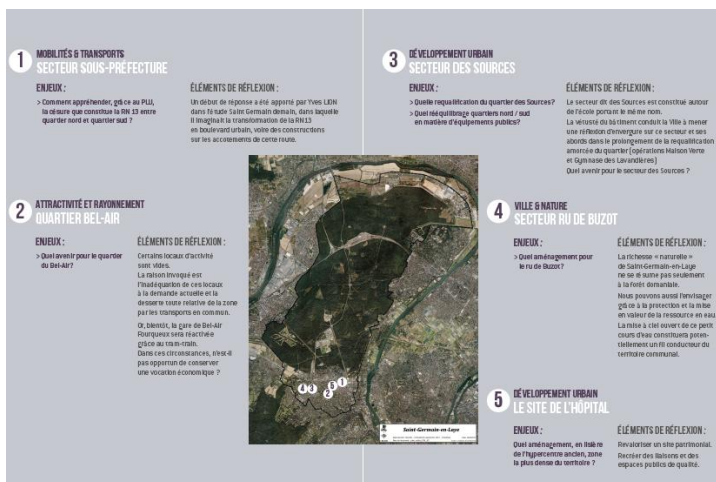 1
MOBILITÉS & TRANSPORTS
SECTEUR SOUS-PRÉFECTURE
ENJEUX :
> Comment appréhender, grâce au PLU,
la césure que constitue la RN 13 entre
quartier nord et quartier sud ?
ÉLÉMENTS DE RÉFLEXION :
Un début de réponse a été apporté par Yves LION
dans l'étude Saint Germain demain, dans laquelle
il imaginait la transformation de la RN13
en boulevard urbain, voire des constructions
sur les accotements de cette route.
2
ATTRACTIVITÉ ET RAYONNEMENT
QUARTIER BEL-AIR
ENJEUX :
> Quel avenir pour le quartier
du Bel-Air?
ÉLÉMENTS DE RÉFLEXION :
Certains locaux d'activité
sont vides.
La raison invoquée est
l'inadéquation de ces locaux
à la demande actuelle et la
desserte toute relative de la zone
par les transports en commun.
Or, bientôt, la gare de Bel-Air
Fourqueux sera réactivée
grâce au tram-train.
Dans ces circonstances, n'est-il
pas opportun de conserver
une vocation économique ?
3
DÉVELOPPEMENT URBAIN
SECTEUR DES SOURCES
ENJEUX :
> Quelle requalification du quartier des Sources?
> Quel rééquilibrage quartiers nord / sud
en matière d'équipements publics?
ÉLÉMENTS DE RÉFLEXION :
Le secteur dit des Sources est constitué autour
de l'école portant le même nom.
La vétusté du bâtiment conduit la Ville à mener
une réflexion d'envergure sur ce secteur et ses
abords dans le prolongement de la requalification
amorcée du quartier (opérations Maison Verte
et Gymnase des Lavandières)
Quel avenir pour le secteur des Sources ?
4
VILLE & NATURE
SECTEUR RU DE BUZOT
ENJEUX :
> Quel aménagement pour
le ru de Buzot?
ÉLÉMENTS DE RÉFLEXION :
La richesse « naturelle »
de Saint-Germain-en-Laye
ne se résume pas seulement
à la forêt domaniale.
Nous pouvons aussi l'envisager
grâce à la protection et la mise
en valeur de la ressource en eau.
La mise à ciel ouvert de ce petit
cours d'eau constituera poten-
tiellement un fil conducteur du
territoire communal.
5
DÉVELOPPEMENT URBAIN
LE SITE DE L'HÔPITAL
ENJEUX :
Quel aménagement, en lisière
de l'hypercentre ancien, zone
la plus dense du territoire ?
ÉLÉMENTS DE RÉFLEXION :
Revaloriser un site patrimonial.
Recréer des liaisons et des
espaces publics de qualité.
4 3 5 2 1
Saint-Germain-en-Laye